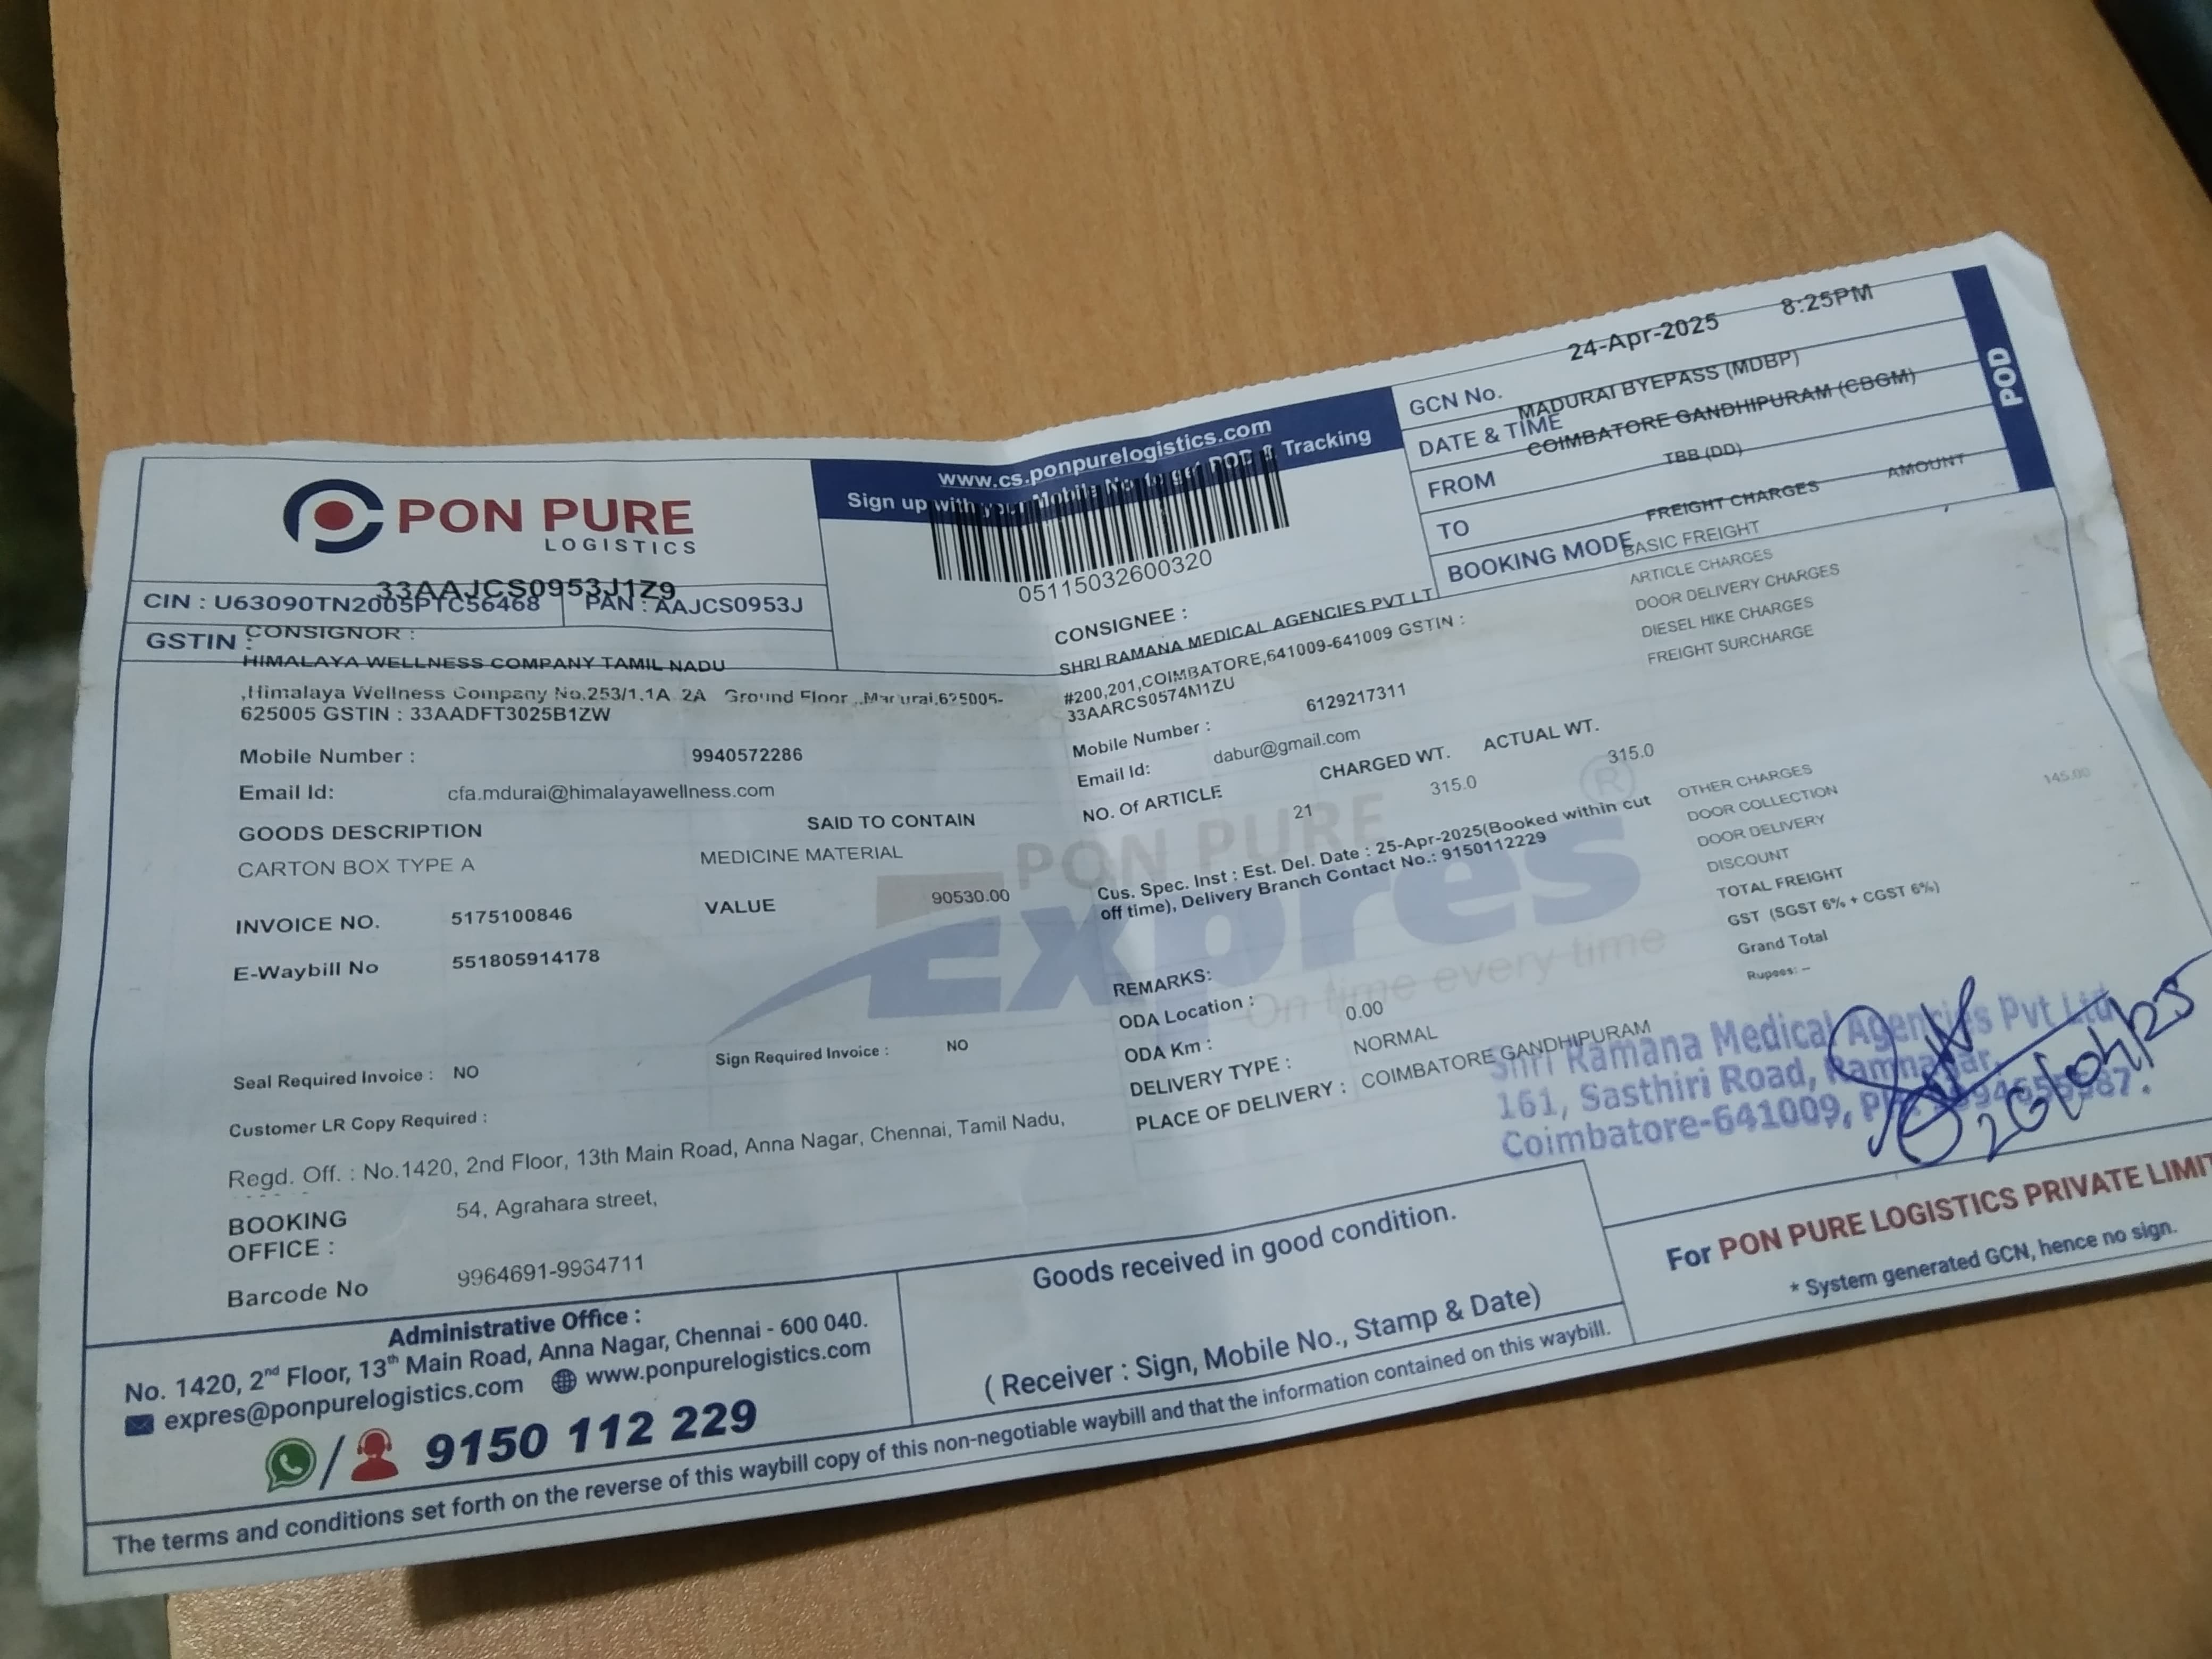 PON PURE
LOGISTICS
33AAJCS0953J1Z9
CIN : U63090TN2005PTC56468 PAN : AAJCS0953J
GSTIN :
www.cs.ponpurelogistics.com
Sign up with your Mobile No. to get POD & Tracking
05115032600320
24-Apr-2025 8:25PM
GCN No.
MADURAI BYEPASS (MDBP)
DATE & TIME
COIMBATORE GANDHIPURAM (CBGM)
FROM
TBB (DD)
TO
FREIGHT CHARGES AMOUNT
BOOKING MODE
POD
CONSIGNOR :
HIMALAYA WELLNESS COMPANY TAMIL NADU
,Himalaya Wellness Company No.253/1,1A 2A Ground Floor ,,Madurai,625005-
625005 GSTIN : 33AADFT3025B1ZW
Mobile Number : 9940572286
Email Id: cfa.mdurai@himalayawellness.com
GOODS DESCRIPTION SAID TO CONTAIN
CARTON BOX TYPE A MEDICINE MATERIAL
INVOICE NO. 5175100846 VALUE 90530.00
E-Waybill No 551805914178
Seal Required Invoice : NO Sign Required Invoice : NO
Customer LR Copy Required :
Regd. Off. : No.1420, 2nd Floor, 13th Main Road, Anna Nagar, Chennai, Tamil Nadu,
BOOKING
OFFICE : 54, Agrahara street,
Barcode No 9964691-9964711
CONSIGNEE :
SHRI RAMANA MEDICAL AGENCIES PVT LT
#200,201,COIMBATORE,641009-641009 GSTIN :
33AARCS0574M1ZU
Mobile Number : 6129217311
Email Id: dabur@gmail.com
NO. Of ARTICLE CHARGED WT. ACTUAL WT.
21 315.0 315.0
Cus. Spec. Inst : Est. Del. Date : 25-Apr-2025(Booked within cut
off time), Delivery Branch Contact No.: 9150112229
PON PURE ®
Expres
On time every time
REMARKS:
ODA Location :
ODA Km : 0.00
DELIVERY TYPE : NORMAL
PLACE OF DELIVERY : COIMBATORE GANDHIPURAM
BASIC FREIGHT
ARTICLE CHARGES
DOOR DELIVERY CHARGES
DIESEL HIKE CHARGES
FREIGHT SURCHARGE
OTHER CHARGES 145.00
DOOR COLLECTION
DOOR DELIVERY
DISCOUNT
TOTAL FREIGHT
GST (SGST 6% + CGST 6%)
Grand Total
Rupees: --
Shri Ramana Medical Agencies Pvt Ltd
161, Sasthiri Road, Ramnagar,
Coimbatore-641009,
26/04/25
For PON PURE LOGISTICS PRIVATE LIMIT
* System generated GCN, hence no sign.
Administrative Office :
No. 1420, 2nd Floor, 13th Main Road, Anna Nagar, Chennai - 600 040.
expres@ponpurelogistics.com www.ponpurelogistics.com
/ 9150 112 229
Goods received in good condition.
( Receiver : Sign, Mobile No., Stamp & Date)
The terms and conditions set forth on the reverse of this waybill copy of this non-negotiable waybill and that the information contained on this waybill.